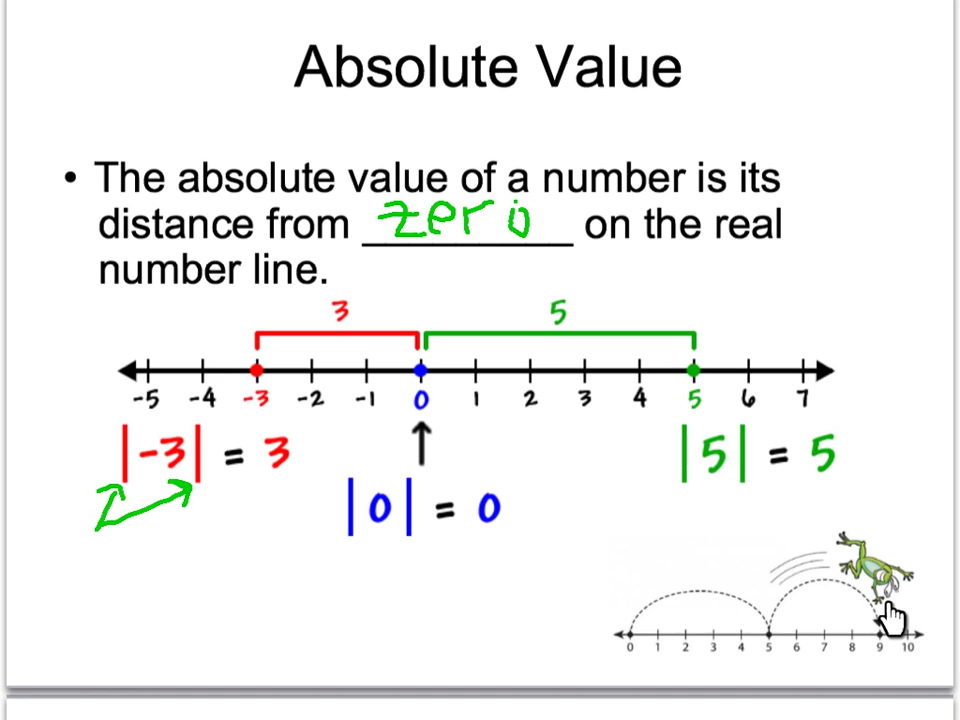 Absolute Value
• The absolute value of a number is its
distance from zero on the real
number line.
3 5
-5 -4 -3 -2 -1 0 1 2 3 4 5 6 7
|-3| = 3 |5| = 5
|0| = 0
0 1 2 3 4 5 6 7 8 9 10